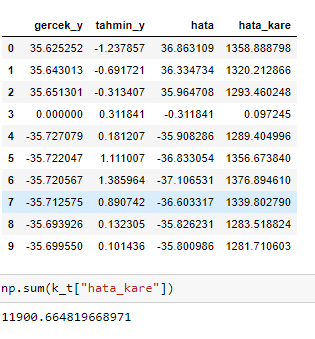 gercek_y tahmin_y hata hata_kare
0 35.625252 -1.237857 36.863109 1358.888798
1 35.643013 -0.691721 36.334734 1320.212866
2 35.651301 -0.313407 35.964708 1293.460248
3 0.000000 0.311841 -0.311841 0.097245
4 -35.727079 0.181207 -35.908286 1289.404996
5 -35.722047 1.111007 -36.833054 1356.673840
6 -35.720567 1.385964 -37.106531 1376.894610
7 -35.712575 0.890742 -36.603317 1339.802790
8 -35.693926 0.132305 -35.826231 1283.518824
9 -35.699550 0.101436 -35.800986 1281.710603
np.sum(k_t["hata_kare"])
11900.664819668971